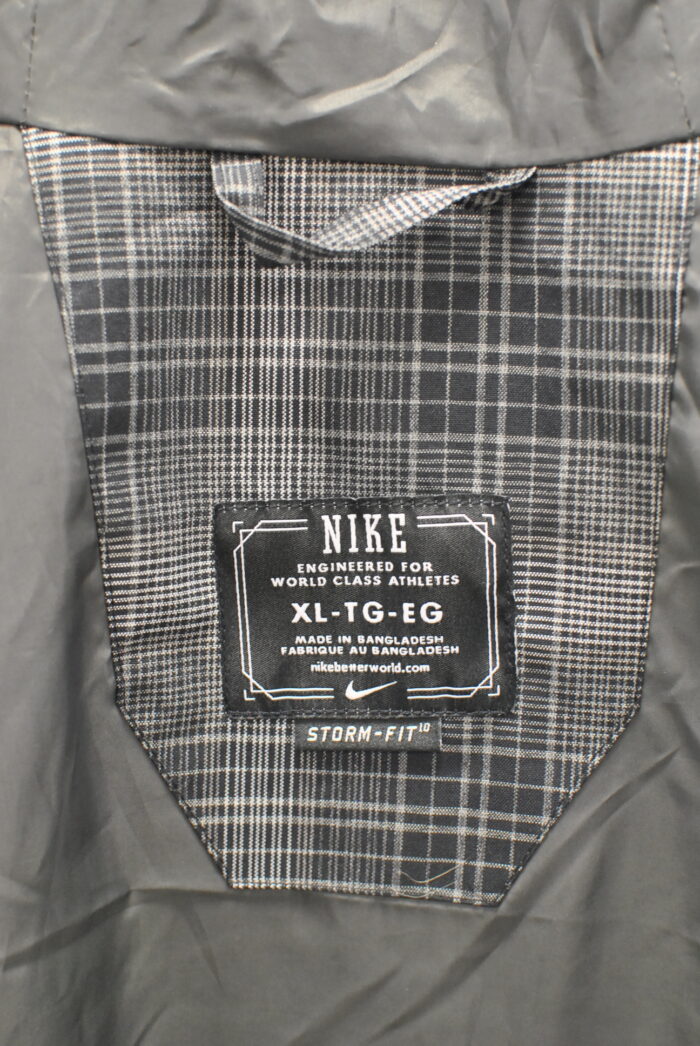 NIKE
ENGINEERED FOR
WORLD CLASS ATHLETES
XL-TG-EG
MADE IN BANGLADESH
FABRIQUE AU BANGLADESH
nikebetterworld.com
STORM-FIT10